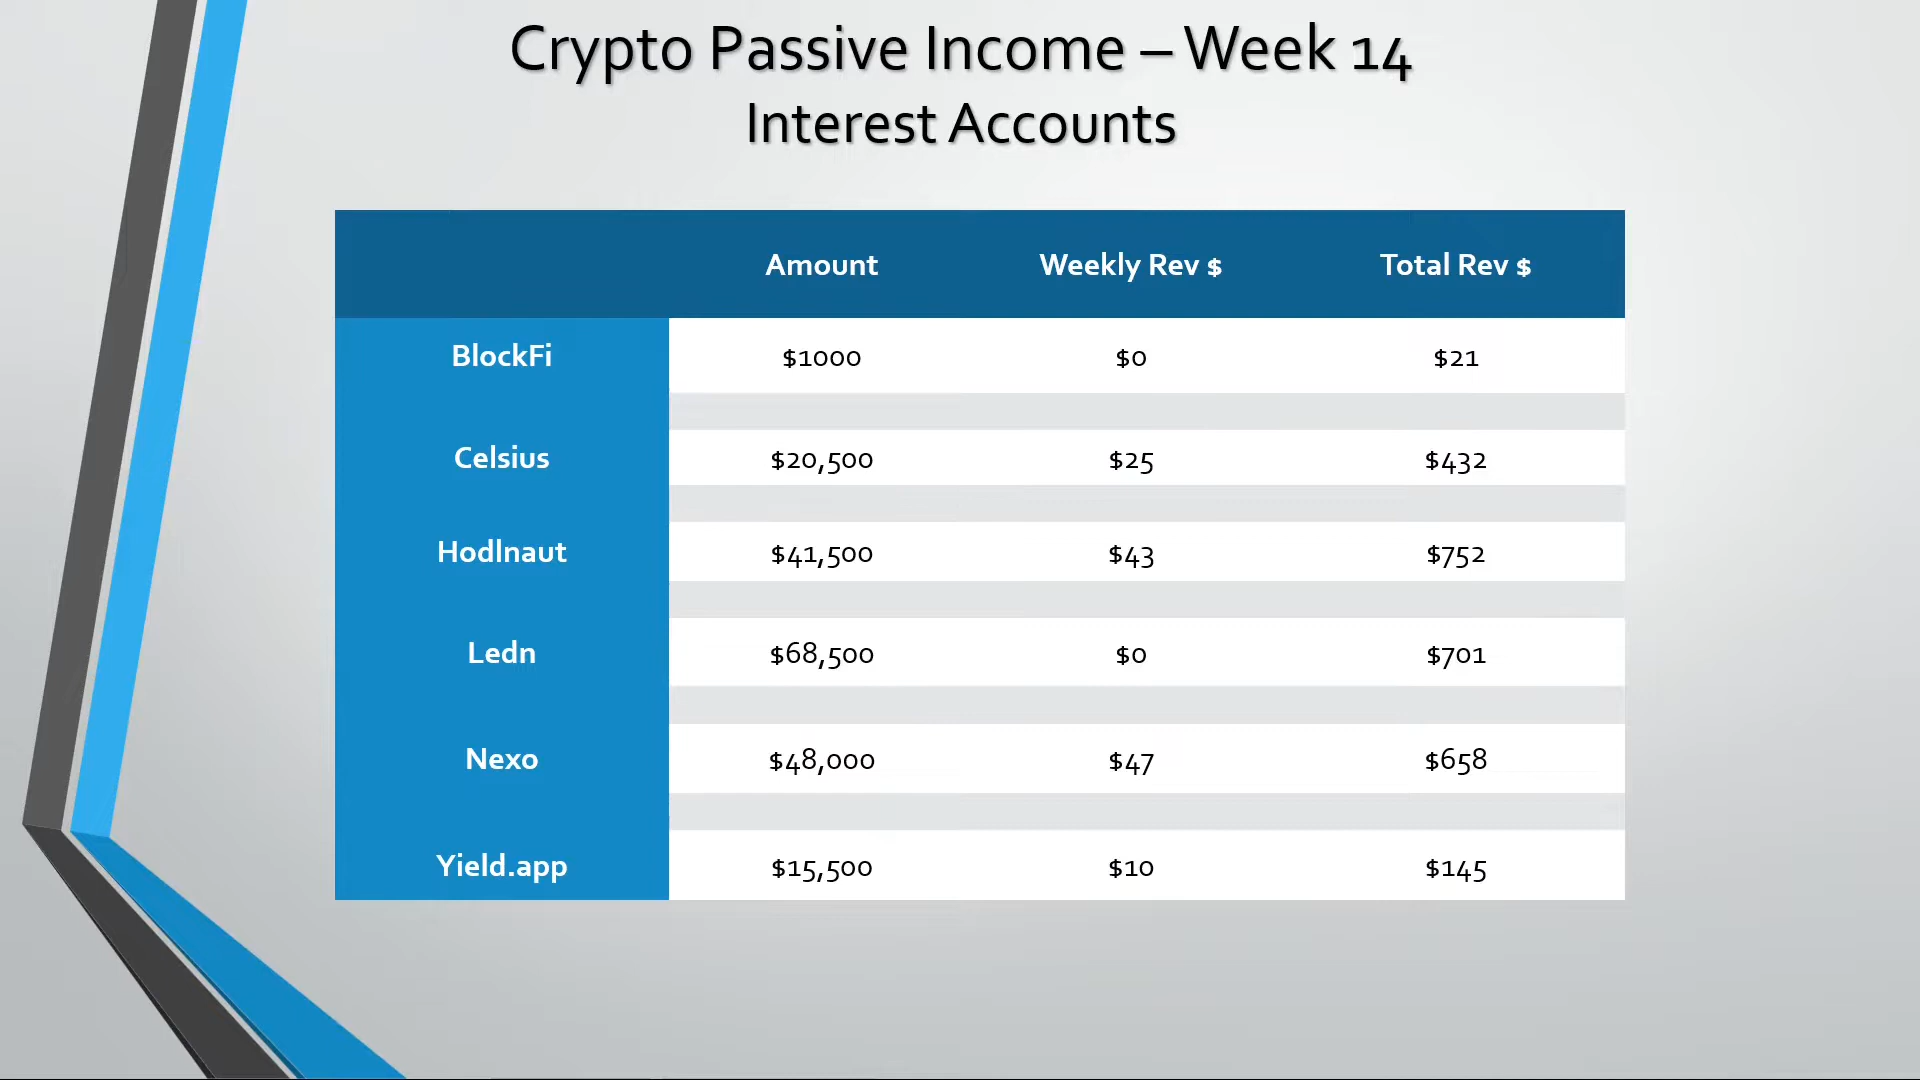 Crypto Passive Income – Week 14
Interest Accounts
Amount Weekly Rev $ Total Rev $
BlockFi $1000 $0 $21
Celsius $20,500 $25 $432
Hodlnaut $41,500 $43 $752
Ledn $68,500 $0 $701
Nexo $48,000 $47 $658
Yield.app $15,500 $10 $145